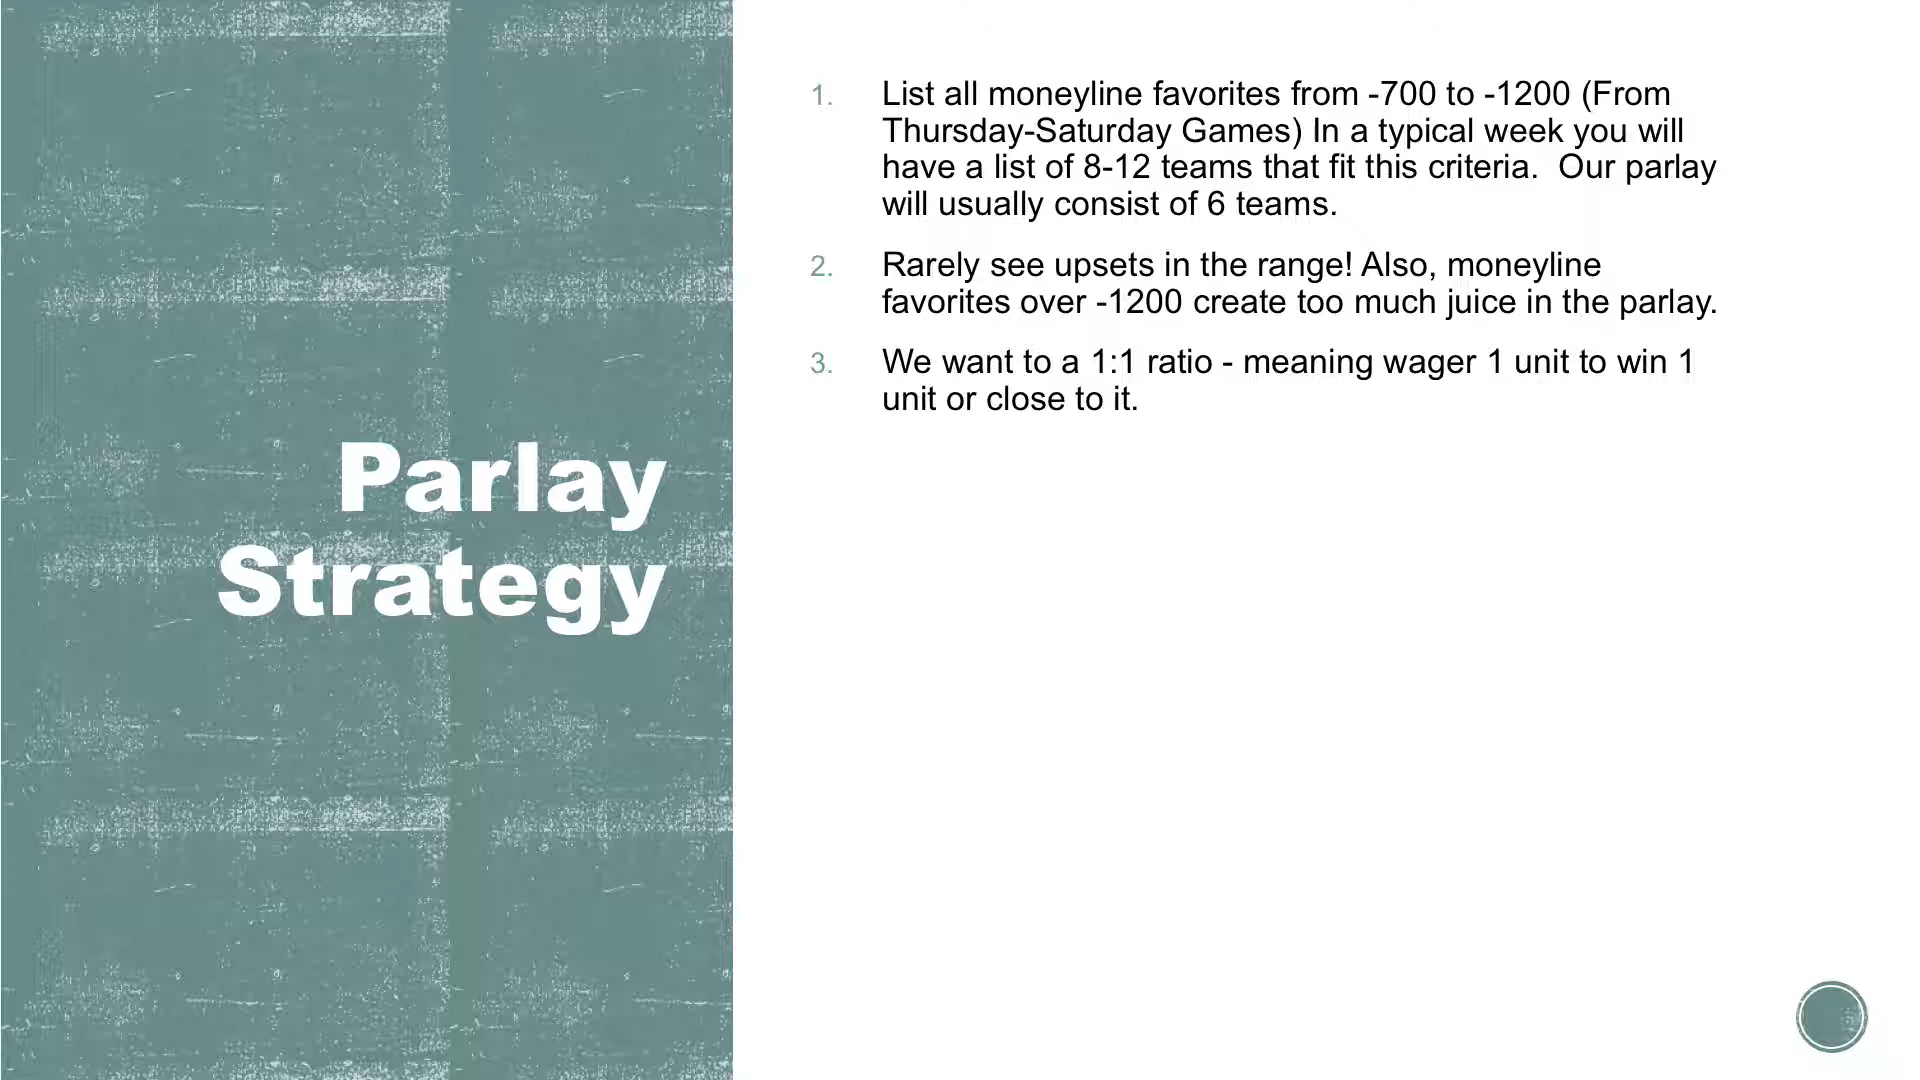 Parlay
Strategy
1. List all moneyline favorites from -700 to -1200 (From
Thursday-Saturday Games) In a typical week you will
have a list of 8-12 teams that fit this criteria.  Our parlay
will usually consist of 6 teams.
2. Rarely see upsets in the range! Also, moneyline
favorites over -1200 create too much juice in the parlay.
3. We want to a 1:1 ratio - meaning wager 1 unit to win 1
unit or close to it.